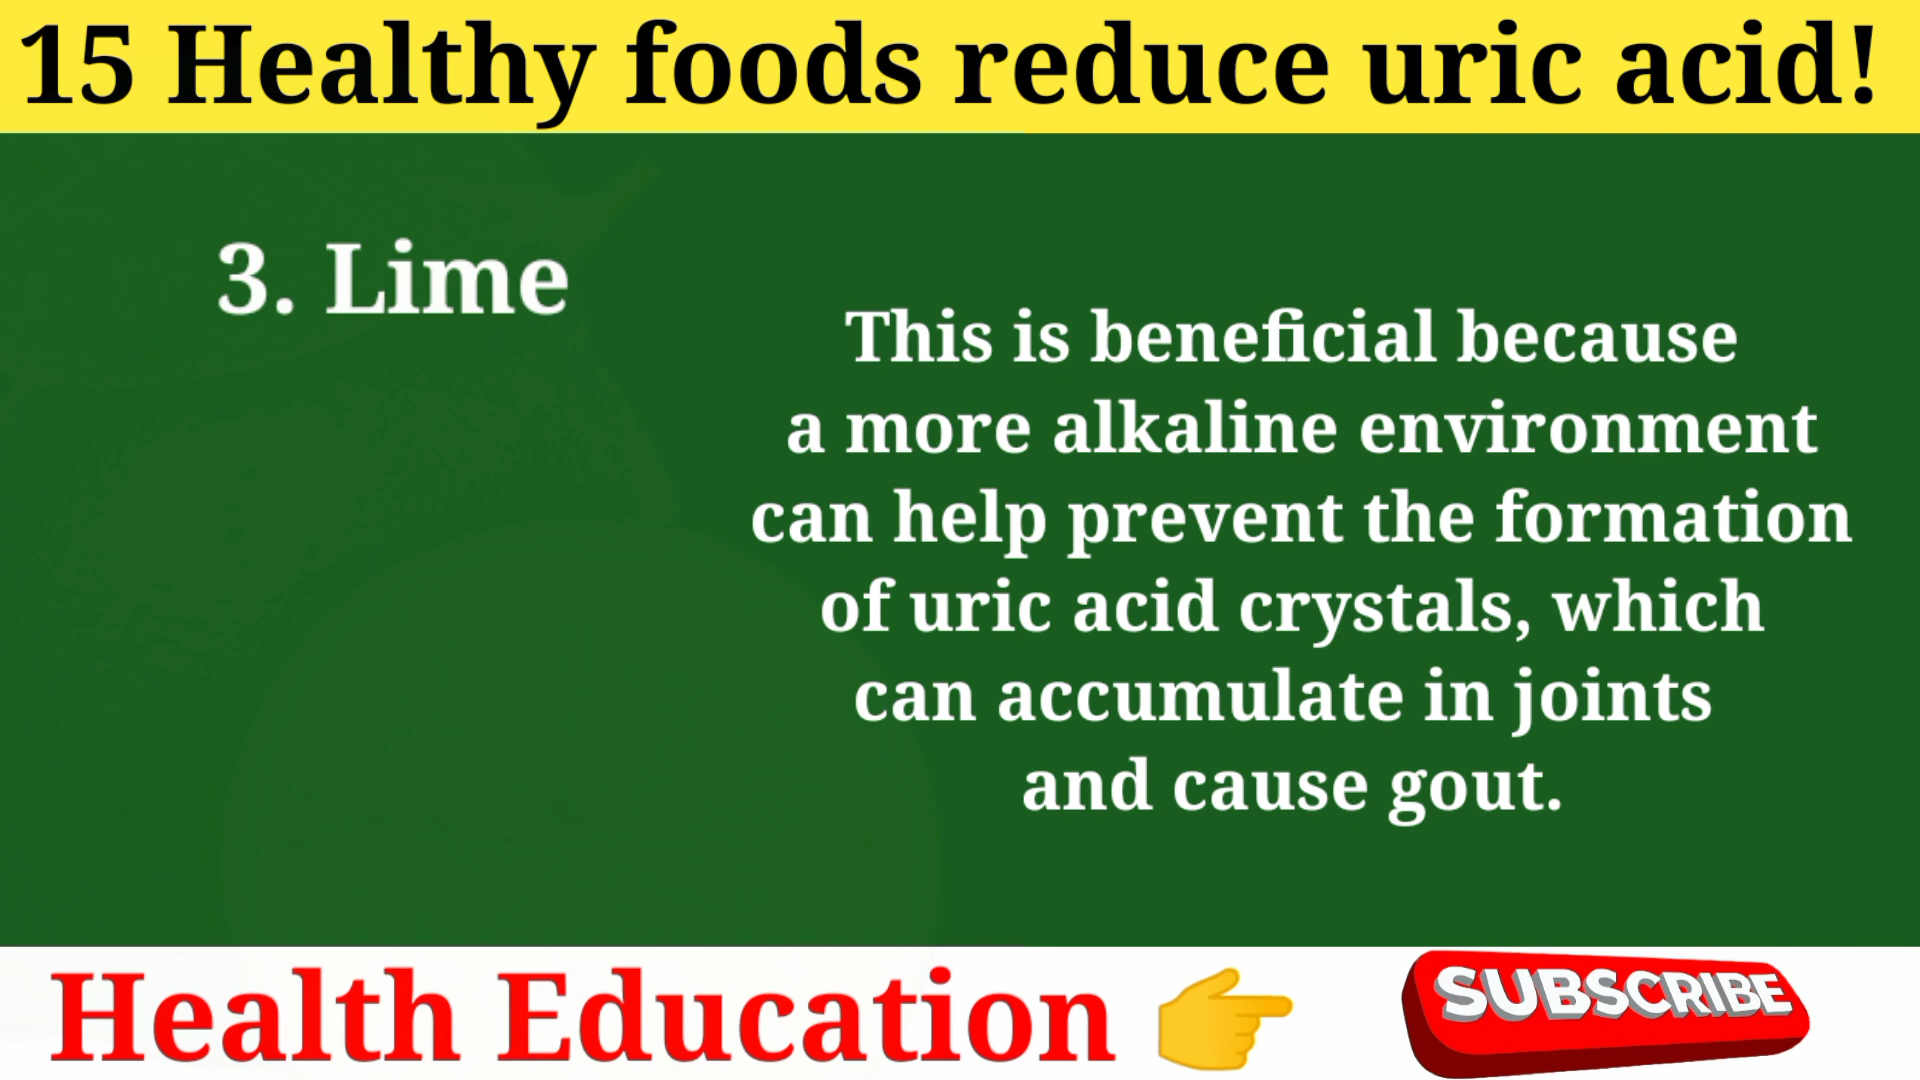 15 Healthy foods reduce uric acid!
3. Lime
This is beneficial because
a more alkaline environment
can help prevent the formation
of uric acid crystals, which
can accumulate in joints
and cause gout.
Health Education
SUBSCRIBE